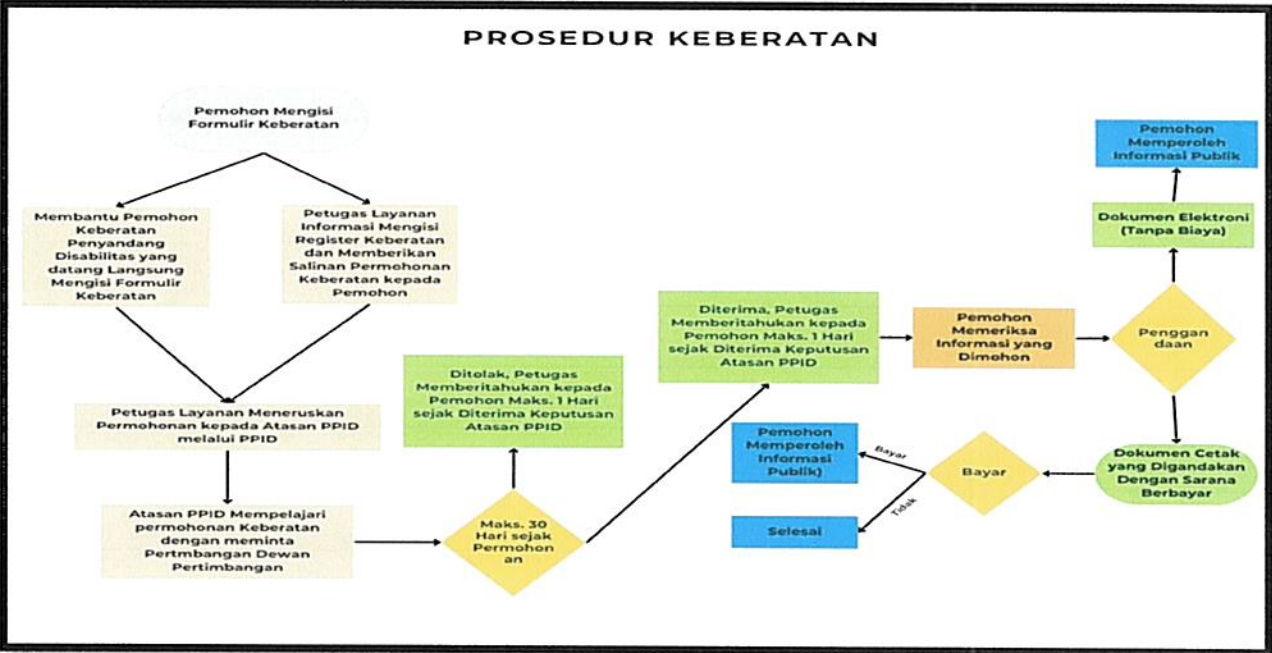 PROSEDUR KEBERATAN
Pemohon Mengisi
Formulir Keberatan
Membantu Pemohon
Keberatan
Penyandang
Disabilitas yang
datang Langsung
Mengisi Formulir
Keberatan
Petugas Layanan
Informasi Mengisi
Register Keberatan
dan Memberikan
Salinan Permohonan
Keberatan kepada
Pemohon
Petugas Layanan Meneruskan
Permohonan kepada Atasan PPID
melalui PPID
Atasan PPID Mempelajari
permohonan Keberatan
dengan meminta
Pertmbangan Dewan
Pertimbangan
Maks. 30
Hari sejak
Permohon
an
Ditolak, Petugas
Memberitahukan kepada
Pemohon Maks. 1 Hari
sejak Diterima Keputusan
Atasan PPID
Diterima, Petugas
Memberitahukan kepada
Pemohon Maks. 1 Hari
sejak Diterima Keputusan
Atasan PPID
Pemohon
Memeriksa
Informasi yang
Dimohon
Penggan
daan
Dokumen Elektroni
(Tanpa Biaya)
Pemohon
Memperoleh
Informasi Publik
Dokumen Cetak
yang Digandakan
Dengan Sarana
Berbayar
Bayar
Bayar
Tidak
Pemohon
Memperoleh
Informasi
Publik)
Selesai